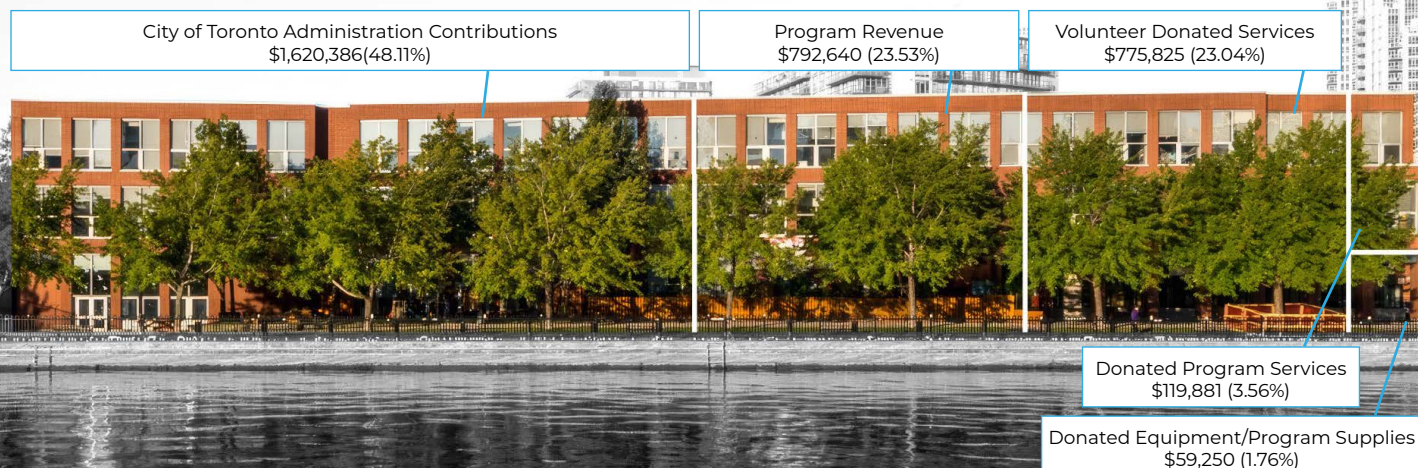 City of Toronto Administration Contributions
$1,620,386(48.11%)
Program Revenue
$792,640 (23.53%)
Volunteer Donated Services
$775,825 (23.04%)
Donated Program Services
$119,881 (3.56%)
Donated Equipment/Program Supplies
$59,250 (1.76%)